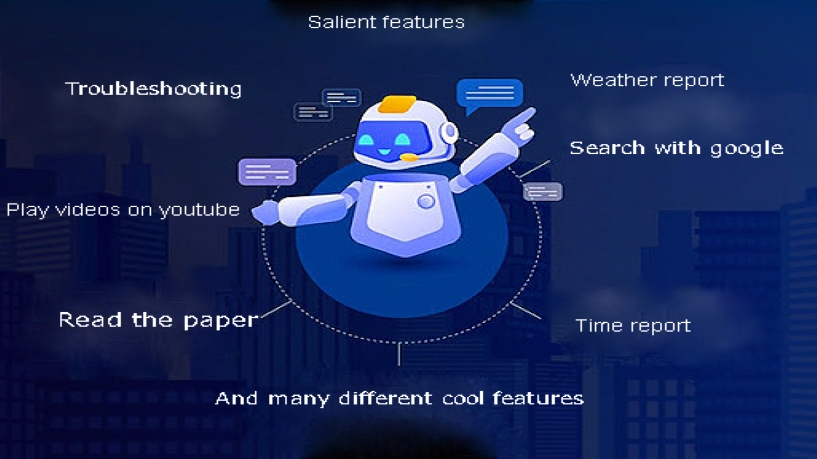 Salient features
Troubleshooting
Weather report
Search with google
Play videos on youtube
Read the paper
Time report
And many different cool features